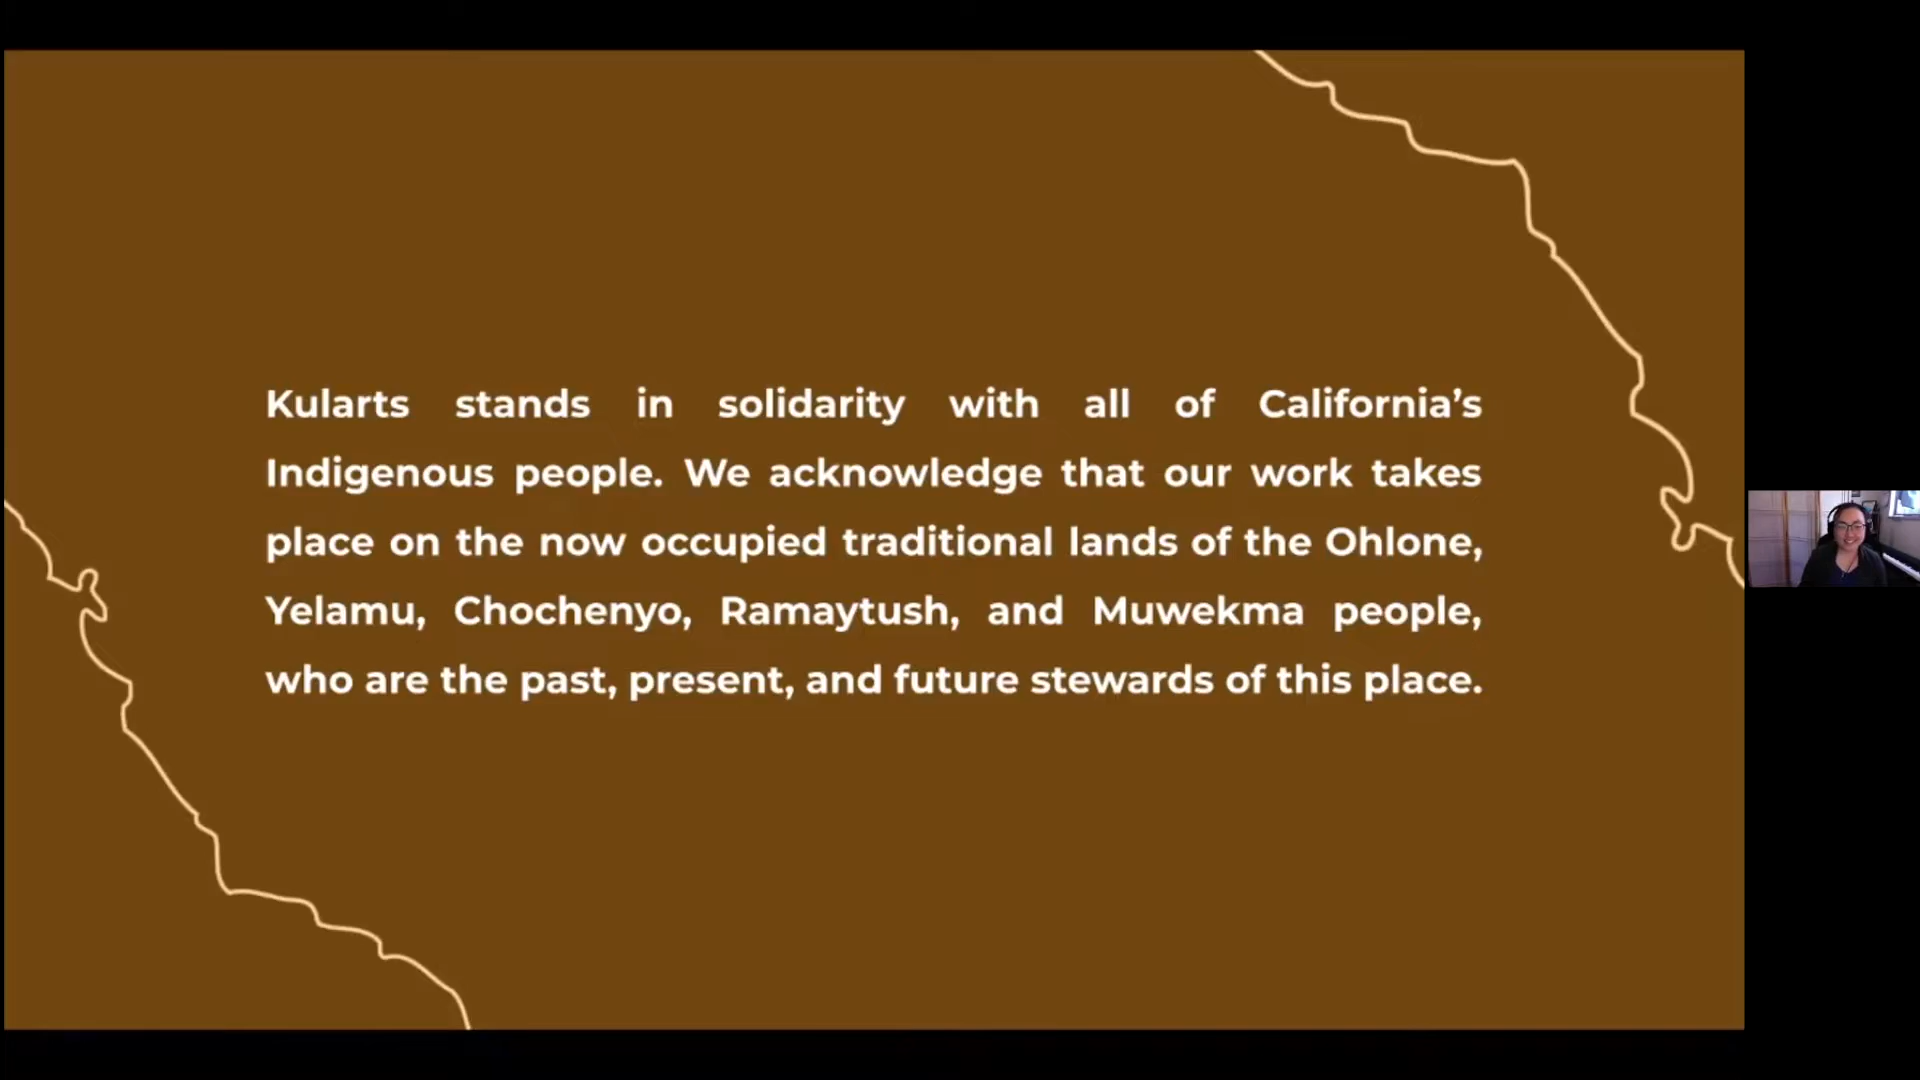 Kularts stands in solidarity with all of California’s
Indigenous people. We acknowledge that our work takes
place on the now occupied traditional lands of the Ohlone,
Yelamu, Chochenyo, Ramaytush, and Muwekma people,
who are the past, present, and future stewards of this place.